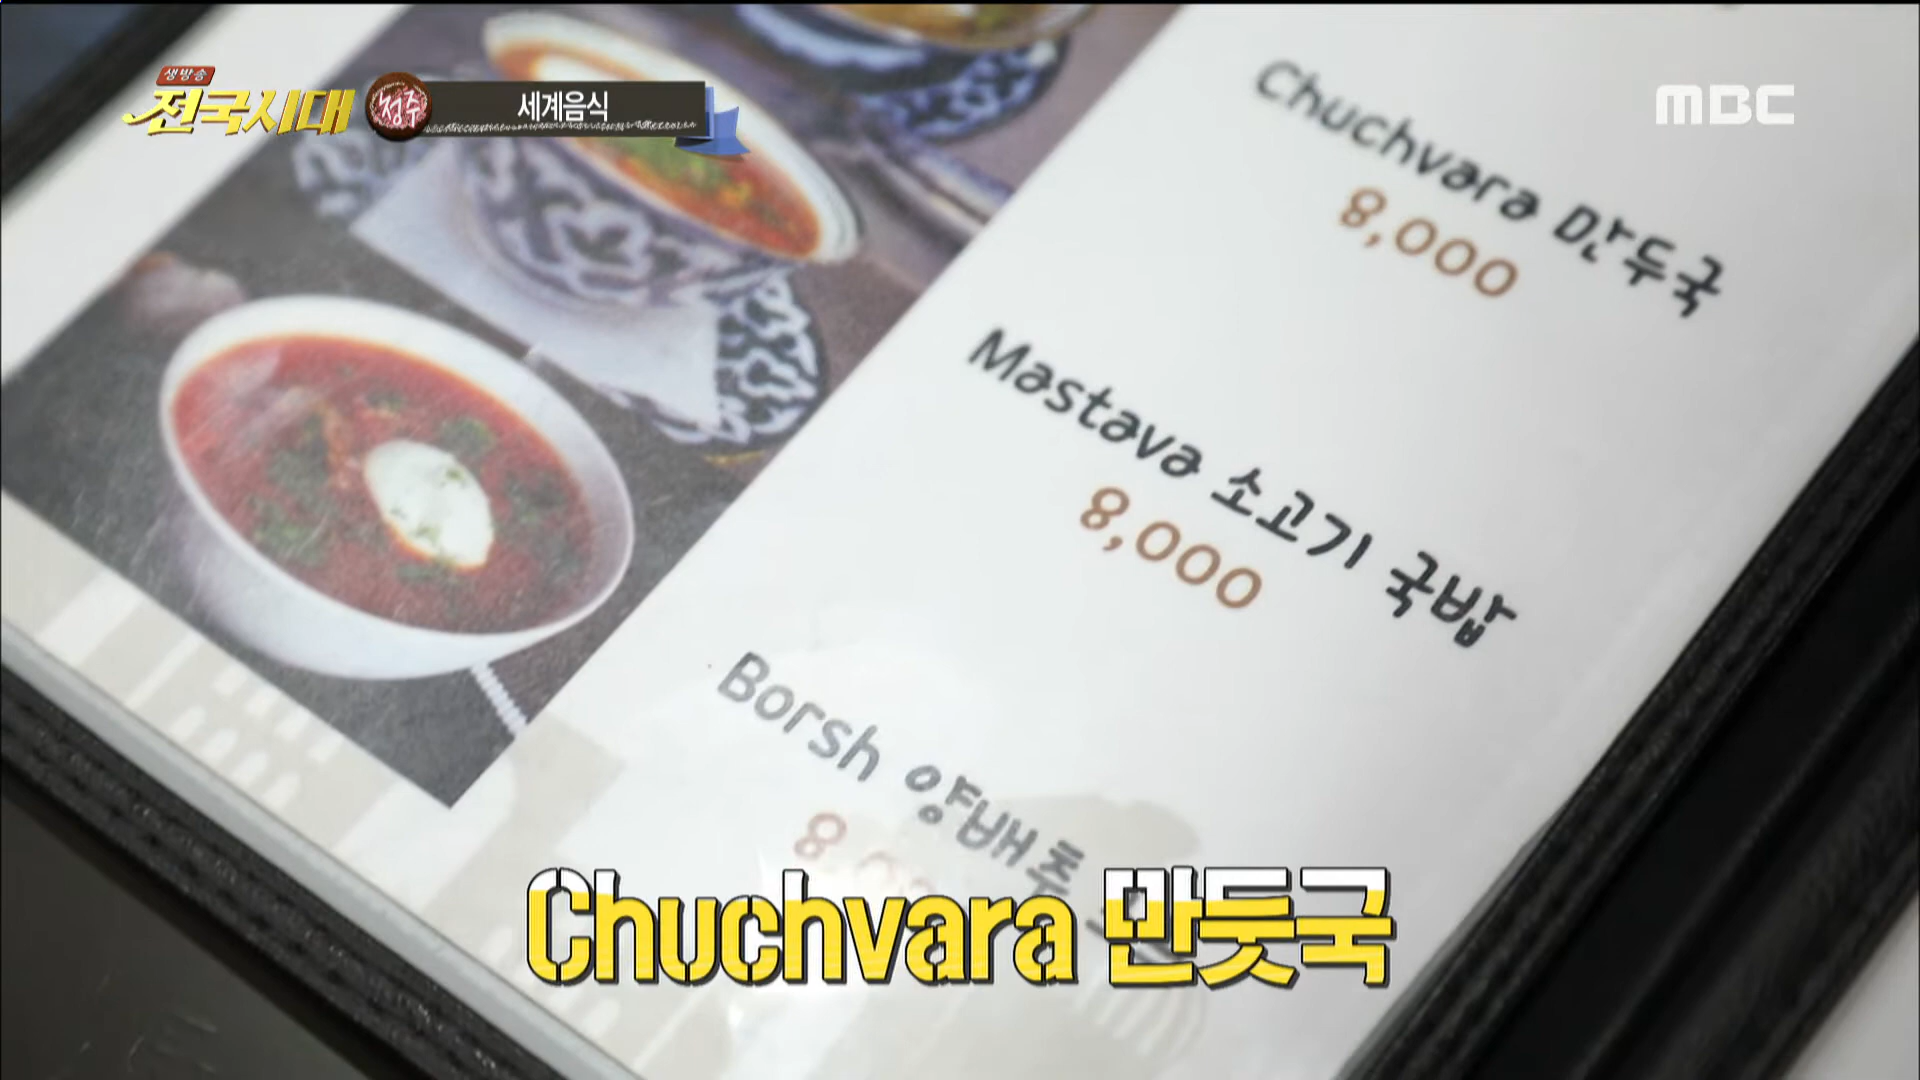 생방송
전국시대
청주
세계음식
MBC
Chuchvara 만두국
8,000
Mastava 소고기 국밥
8,000
Borsh 양배추
Chuchvara 만둣국